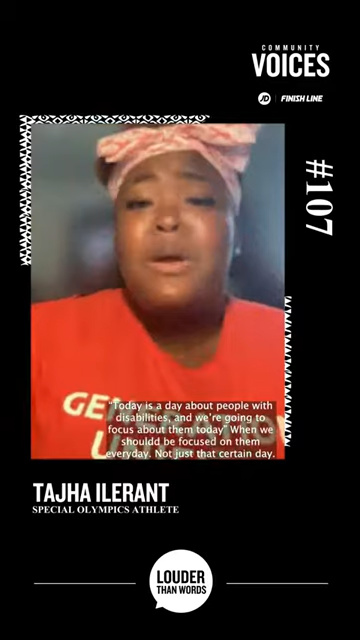 COMMUNITY
VOICES
JD | FINISH LINE
#107
"Today is a day about people with
disabilities, and we're going to
focus about them today" When we
shouldd be focused on them
everyday. Not just that certain day.
TAJHA ILERANT
SPECIAL OLYMPICS ATHLETE
LOUDER
THAN WORDS